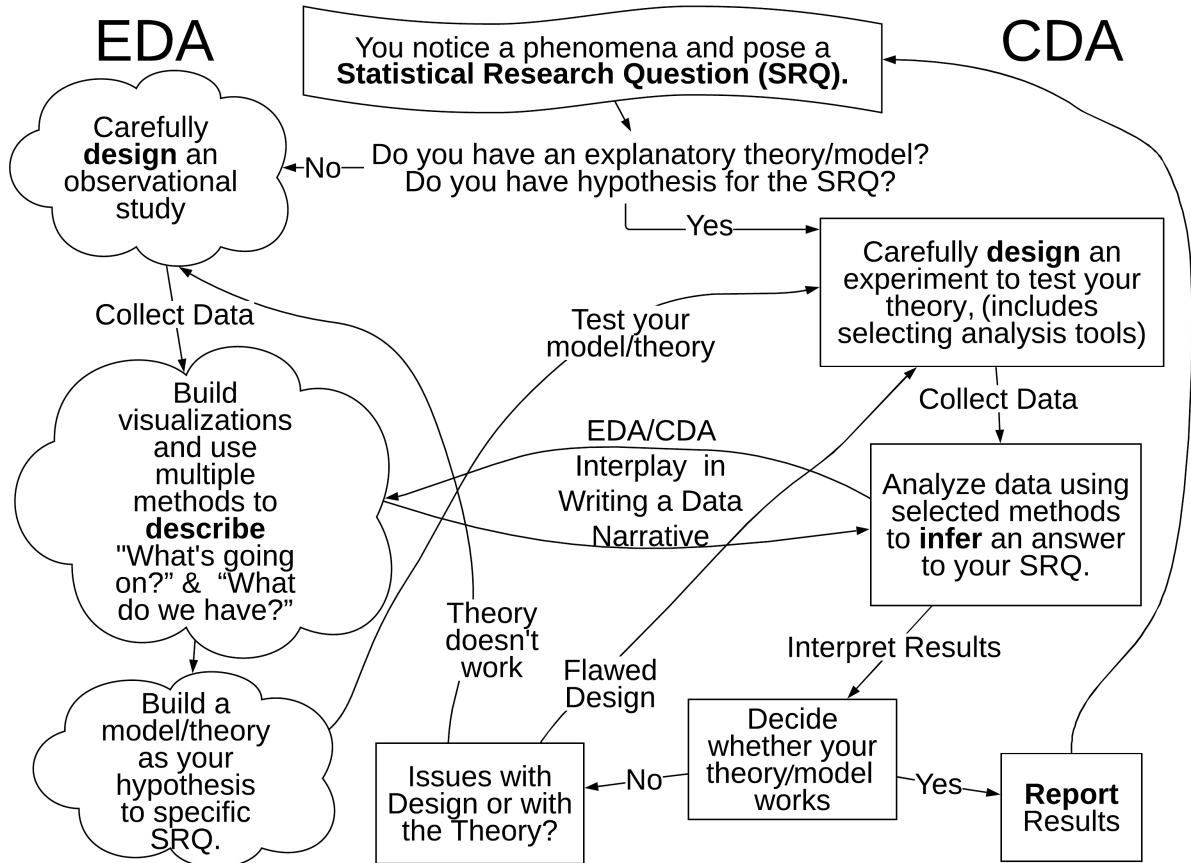 EDA
CDA
You notice a phenomena and pose a
Statistical Research Question (SRQ).
Do you have an explanatory theory/model?
Do you have hypothesis for the SRQ?
No
Yes
Carefully
design an
observational
study
Collect Data
Build
visualizations
and use
multiple
methods to
describe
"What's going
on?” & “What
do we have?”
Build a
model/theory
as your
hypothesis
to specific
SRQ.
Test your
model/theory
Carefully design an
experiment to test your
theory, (includes
selecting analysis tools)
Collect Data
EDA/CDA
Interplay in
Writing a Data
Narrative
Analyze data using
selected methods
to infer an answer
to your SRQ.
Interpret Results
Decide
whether your
theory/model
works
No
Yes
Issues with
Design or with
the Theory?
Theory
doesn't
work
Flawed
Design
Report
Results